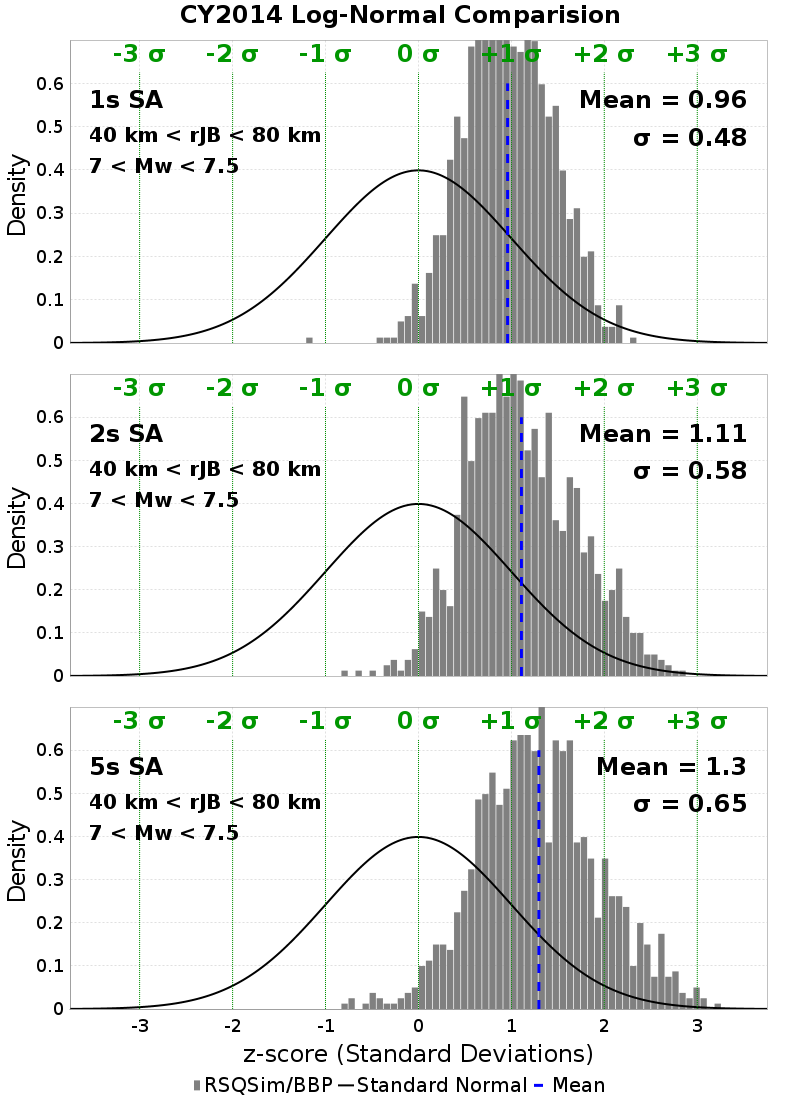 CY2014 Log-Normal Comparision
-3 σ -2 σ -1 σ 0 σ +1 σ +2 σ +3 σ
1s SA
40 km < rJB < 80 km
7 < Mw < 7.5
Mean = 0.96
σ = 0.48
Density
0.6
0.5
0.4
0.3
0.2
0.1
0
-3 σ -2 σ -1 σ 0 σ +1 σ +2 σ +3 σ
2s SA
40 km < rJB < 80 km
7 < Mw < 7.5
Mean = 1.11
σ = 0.58
Density
0.6
0.5
0.4
0.3
0.2
0.1
0
-3 σ -2 σ -1 σ 0 σ +1 σ +2 σ +3 σ
5s SA
40 km < rJB < 80 km
7 < Mw < 7.5
Mean = 1.3
σ = 0.65
Density
0.6
0.5
0.4
0.3
0.2
0.1
0
-3 -2 -1 0 1 2 3
z-score (Standard Deviations)
RSQSim/BBP Standard Normal Mean